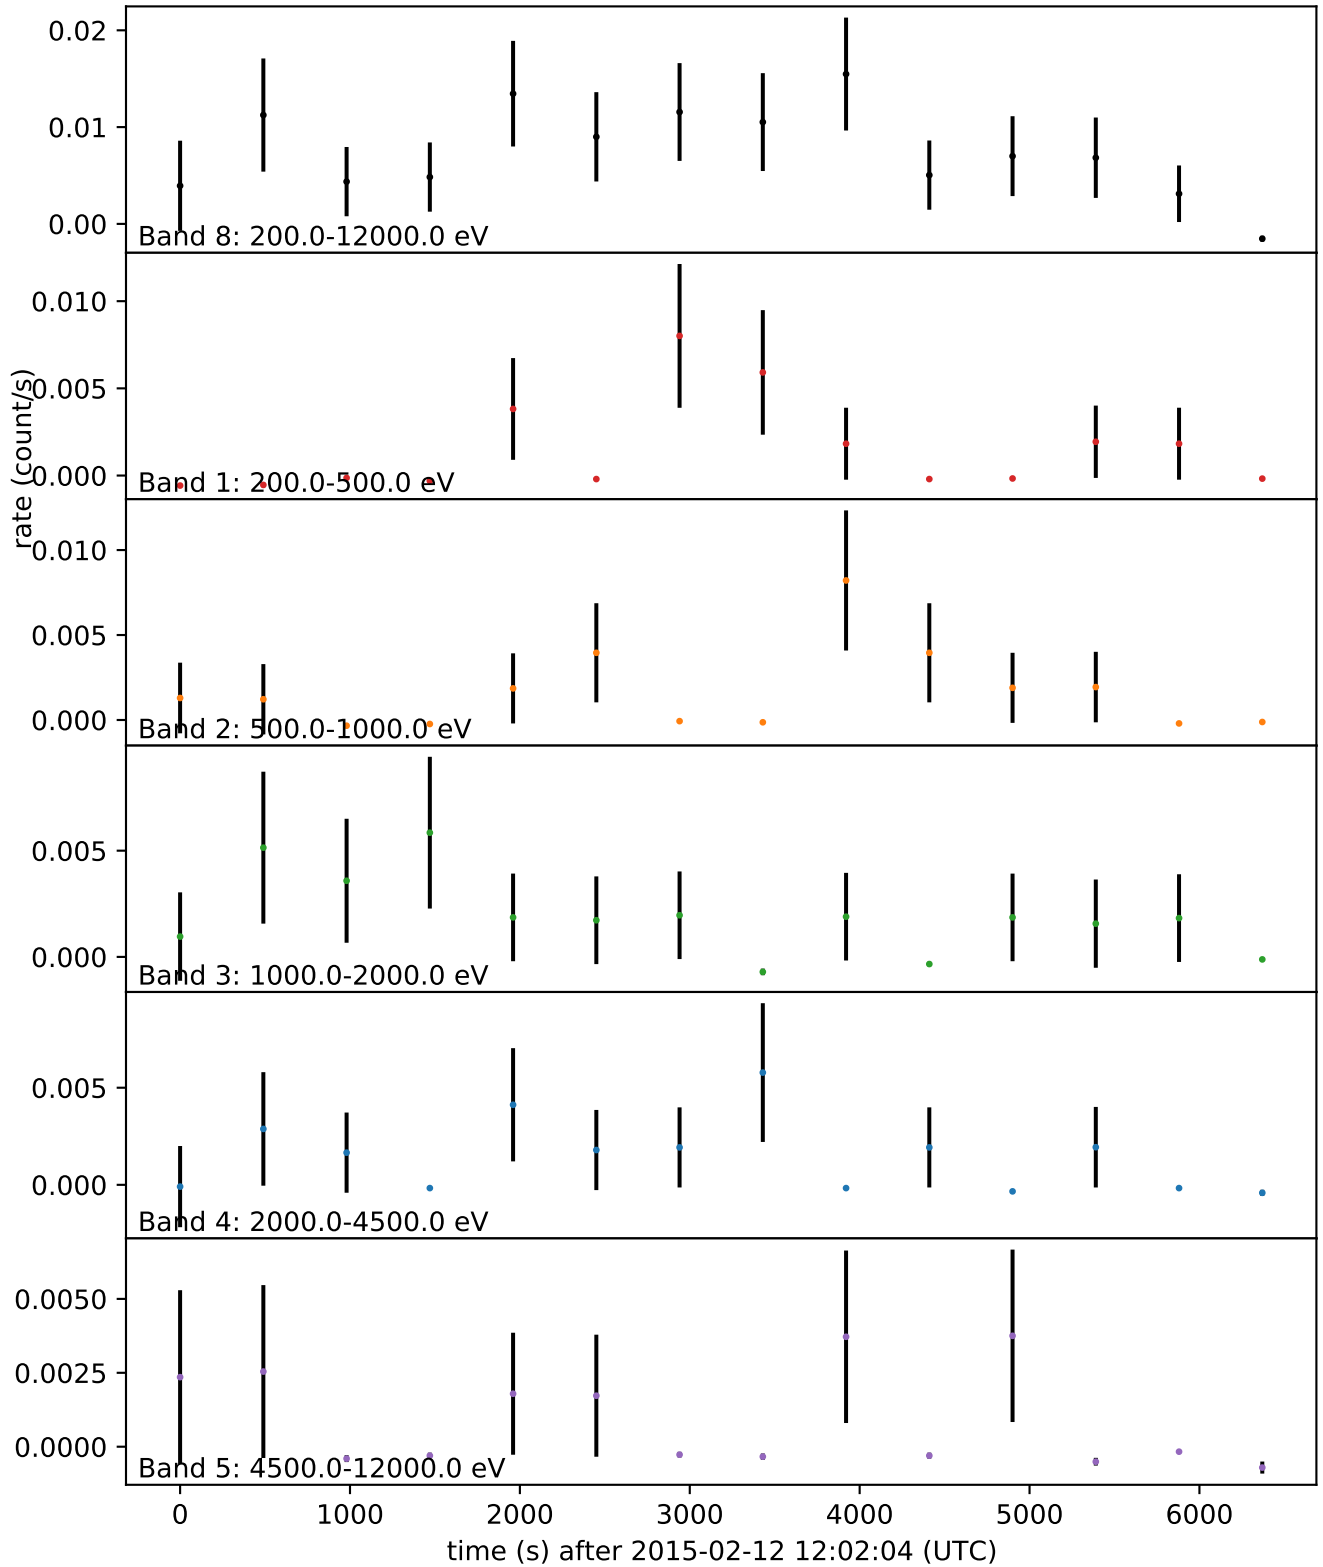 0.02
0.01
0.00
Band 8: 200.0-12000.0 eV
0.010
0.005
0.000
Band 1: 200.0-500.0 eV
rate (count/s)
0.010
0.005
0.000
Band 2: 500.0-1000.0 eV
0.005
0.000
Band 3: 1000.0-2000.0 eV
0.005
0.000
Band 4: 2000.0-4500.0 eV
0.0050
0.0025
0.0000
Band 5: 4500.0-12000.0 eV
0 1000 2000 3000 4000 5000 6000
time (s) after 2015-02-12 12:02:04 (UTC)